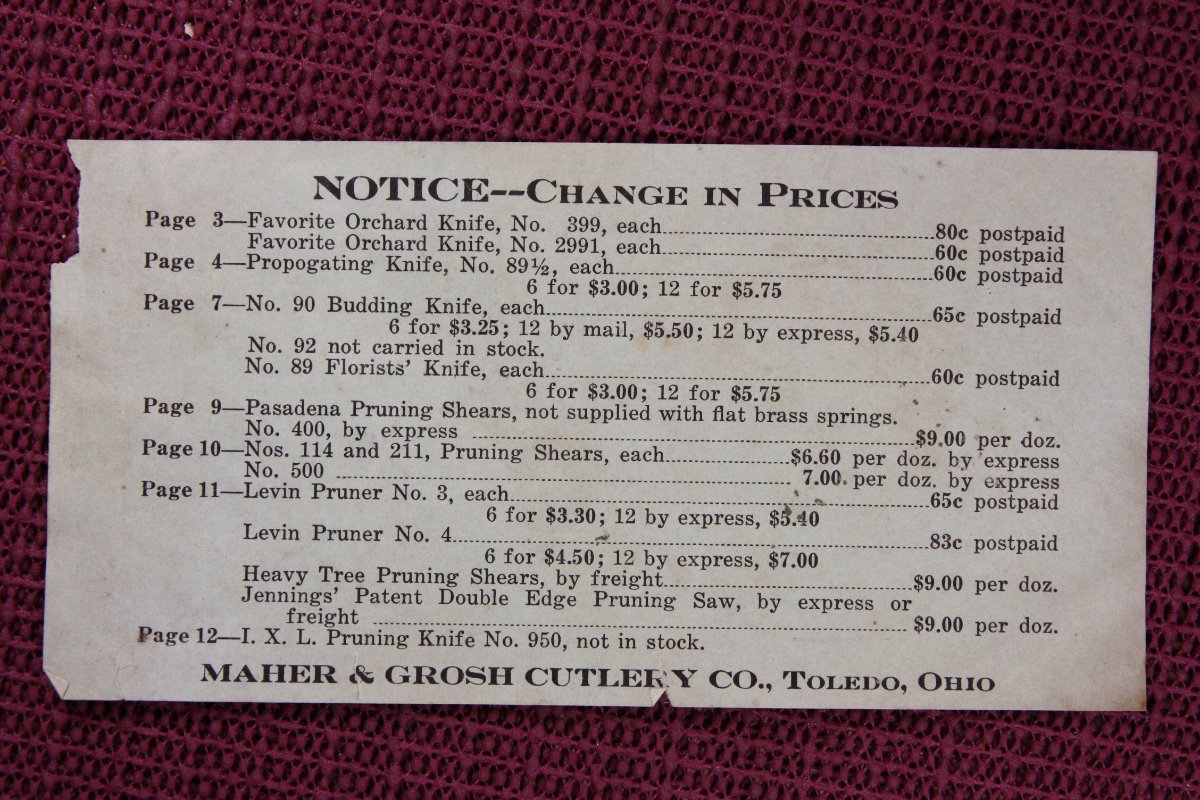 NOTICE--CHANGE IN PRICES
Page 3—Favorite Orchard Knife, No. 399, each........80c postpaid
Favorite Orchard Knife, No. 2991, each........60c postpaid
Page 4—Propogating Knife, No. 89½, each........60c postpaid
6 for $3.00; 12 for $5.75
Page 7—No. 90 Budding Knife, each........65c postpaid
6 for $3.25; 12 by mail, $5.50; 12 by express, $5.40
No. 92 not carried in stock.
No. 89 Florists' Knife, each........60c postpaid
6 for $3.00; 12 for $5.75
Page 9—Pasadena Pruning Shears, not supplied with flat brass springs.
No. 400, by express ........$9.00 per doz.
Page 10—Nos. 114 and 211, Pruning Shears, each........$6.60 per doz. by express
No. 500 ........ 7.00 per doz. by express
Page 11—Levin Pruner No. 3, each........65c postpaid
6 for $3.30; 12 by express, $5.40
Levin Pruner No. 4........83c postpaid
6 for $4.50; 12 by express, $7.00
Heavy Tree Pruning Shears, by freight........$9.00 per doz.
Jennings' Patent Double Edge Pruning Saw, by express or
freight ........ $9.00 per doz.
Page 12—I. X. L. Pruning Knife No. 950, not in stock.
MAHER & GROSH CUTLERY CO., TOLEDO, OHIO